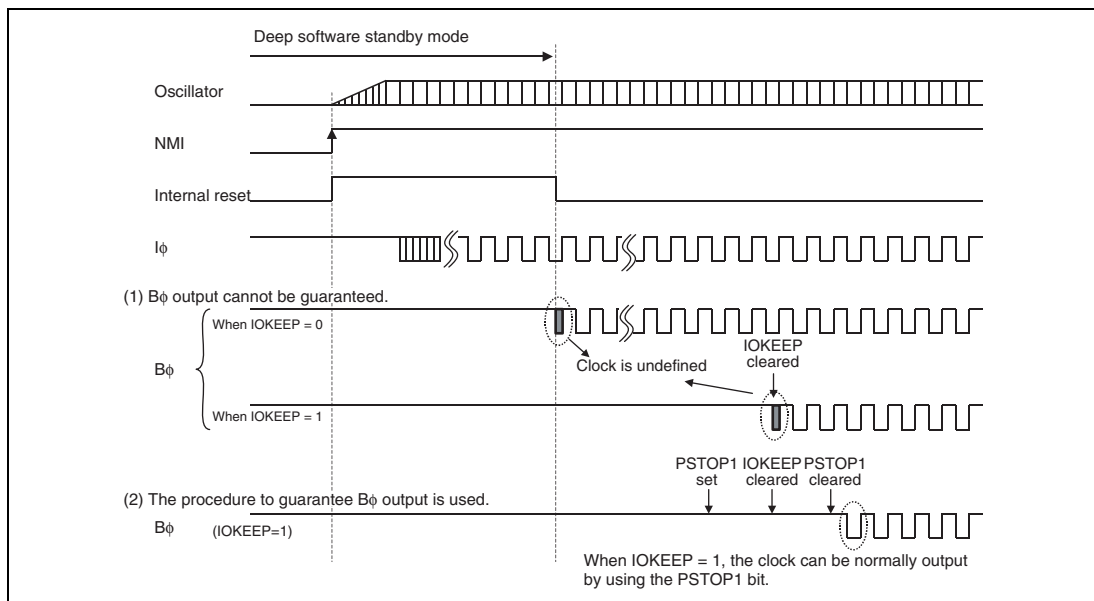 Deep software standby mode
Oscillator
NMI
Internal reset
Iϕ
(1) Bϕ output cannot be guaranteed.
When IOKEEP = 0
IOKEEP
cleared
Clock is undefined
Bϕ
When IOKEEP = 1
PSTOP1 IOKEEP PSTOP1
set cleared cleared
(2) The procedure to guarantee Bϕ output is used.
Bϕ (IOKEEP=1)
When IOKEEP = 1, the clock can be normally output
by using the PSTOP1 bit.